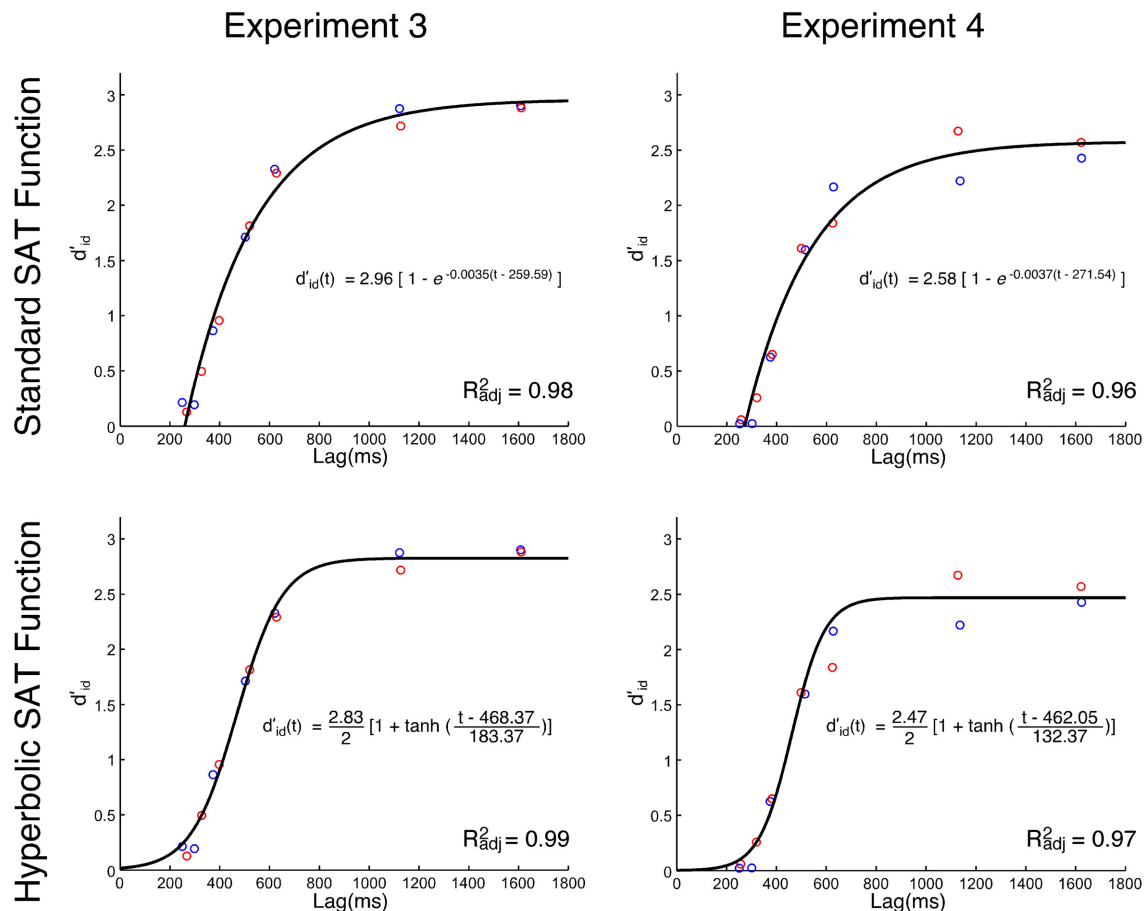 Experiment 3
Experiment 4
Standard SAT Function
3
2.5
2
1.5
1
0.5
0
d′id
d′id(t) = 2.96 [ 1 - e-0.0035(t - 259.59) ]
R2adj = 0.98
0 200 400 600 800 1000 1200 1400 1600 1800
Lag(ms)
3
2.5
2
1.5
1
0.5
0
d′id
d′id(t) = 2.58 [ 1 - e-0.0037(t - 271.54) ]
R2adj = 0.96
0 200 400 600 800 1000 1200 1400 1600 1800
Lag(ms)
Hyperbolic SAT Function
3
2.5
2
1.5
1
0.5
0
d′id
d′id(t) = 2.83/2 [1 + tanh ( t - 468.37/183.37 )]
R2adj = 0.99
0 200 400 600 800 1000 1200 1400 1600 1800
Lag(ms)
3
2.5
2
1.5
1
0.5
0
d′id
d′id(t) = 2.47/2 [1 + tanh ( t - 462.05/132.37 )]
R2adj = 0.97
0 200 400 600 800 1000 1200 1400 1600 1800
Lag(ms)